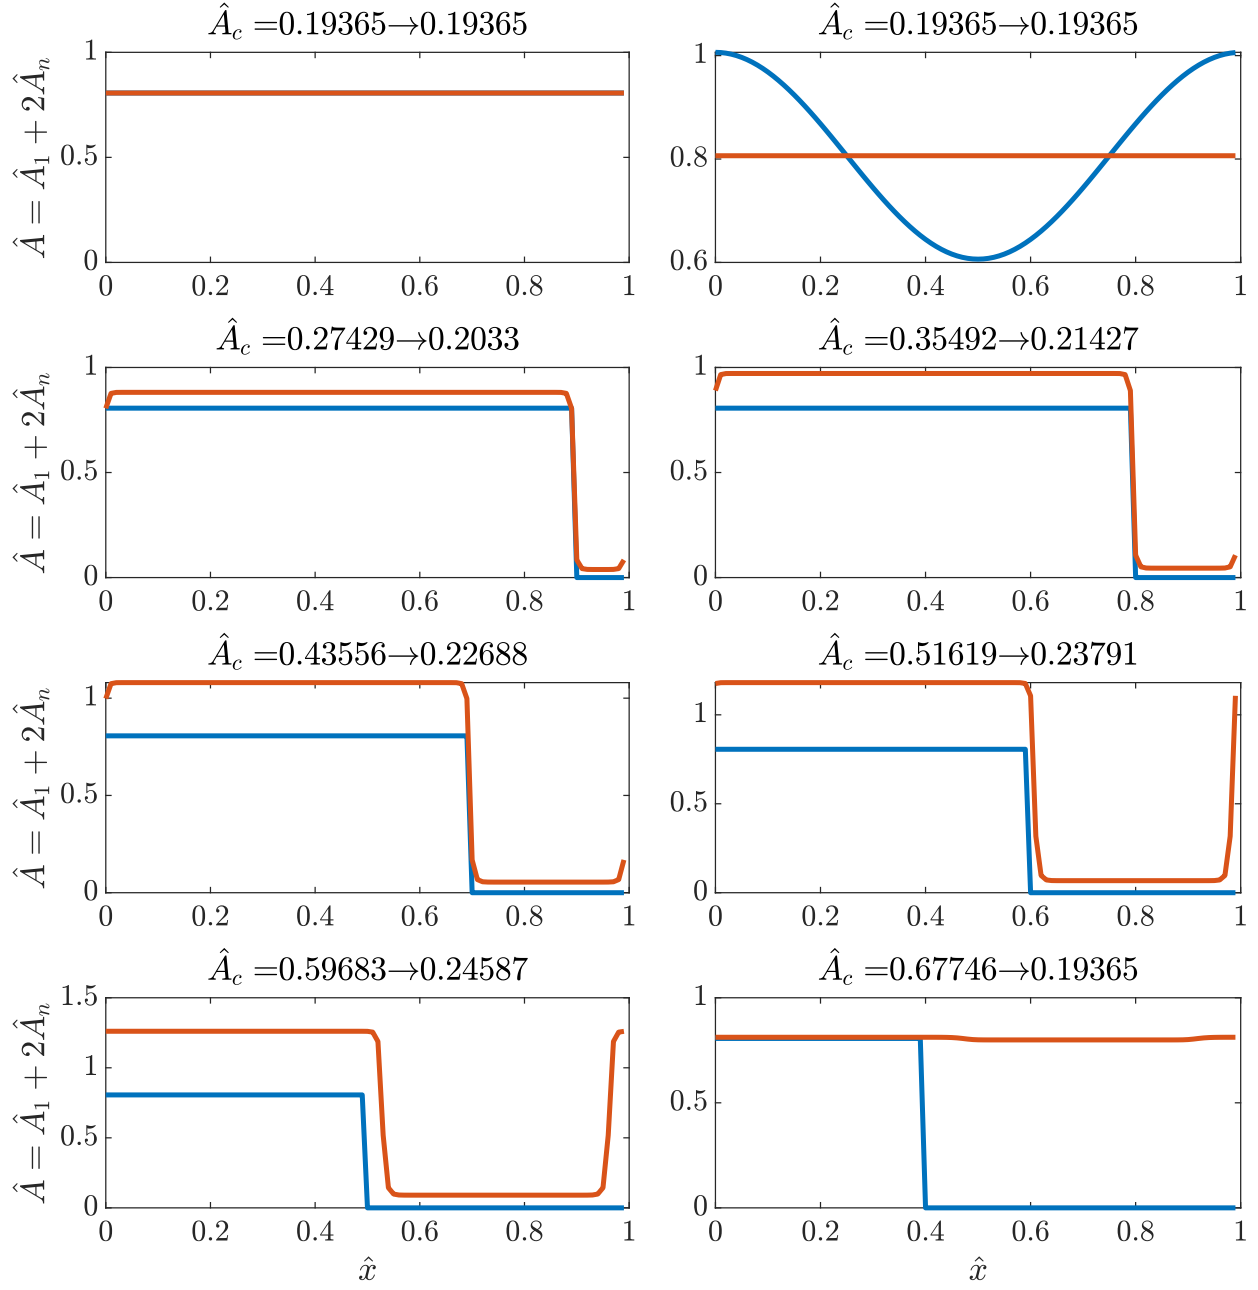 Â_c =0.19365→0.19365
Â_c =0.19365→0.19365
Â = Â_1 + 2Â_n
1
0.5
0
0 0.2 0.4 0.6 0.8 1
1
0.8
0.6
0 0.2 0.4 0.6 0.8 1
Â_c =0.27429→0.2033
Â_c =0.35492→0.21427
Â = Â_1 + 2Â_n
1
0.5
0
0 0.2 0.4 0.6 0.8 1
1
0.5
0
0 0.2 0.4 0.6 0.8 1
Â_c =0.43556→0.22688
Â_c =0.51619→0.23791
Â = Â_1 + 2Â_n
1
0.5
0
0 0.2 0.4 0.6 0.8 1
1
0.5
0
0 0.2 0.4 0.6 0.8 1
Â_c =0.59683→0.24587
Â_c =0.67746→0.19365
Â = Â_1 + 2Â_n
1.5
1
0.5
0
0 0.2 0.4 0.6 0.8 1
x̂
1
0.5
0
0 0.2 0.4 0.6 0.8 1
x̂